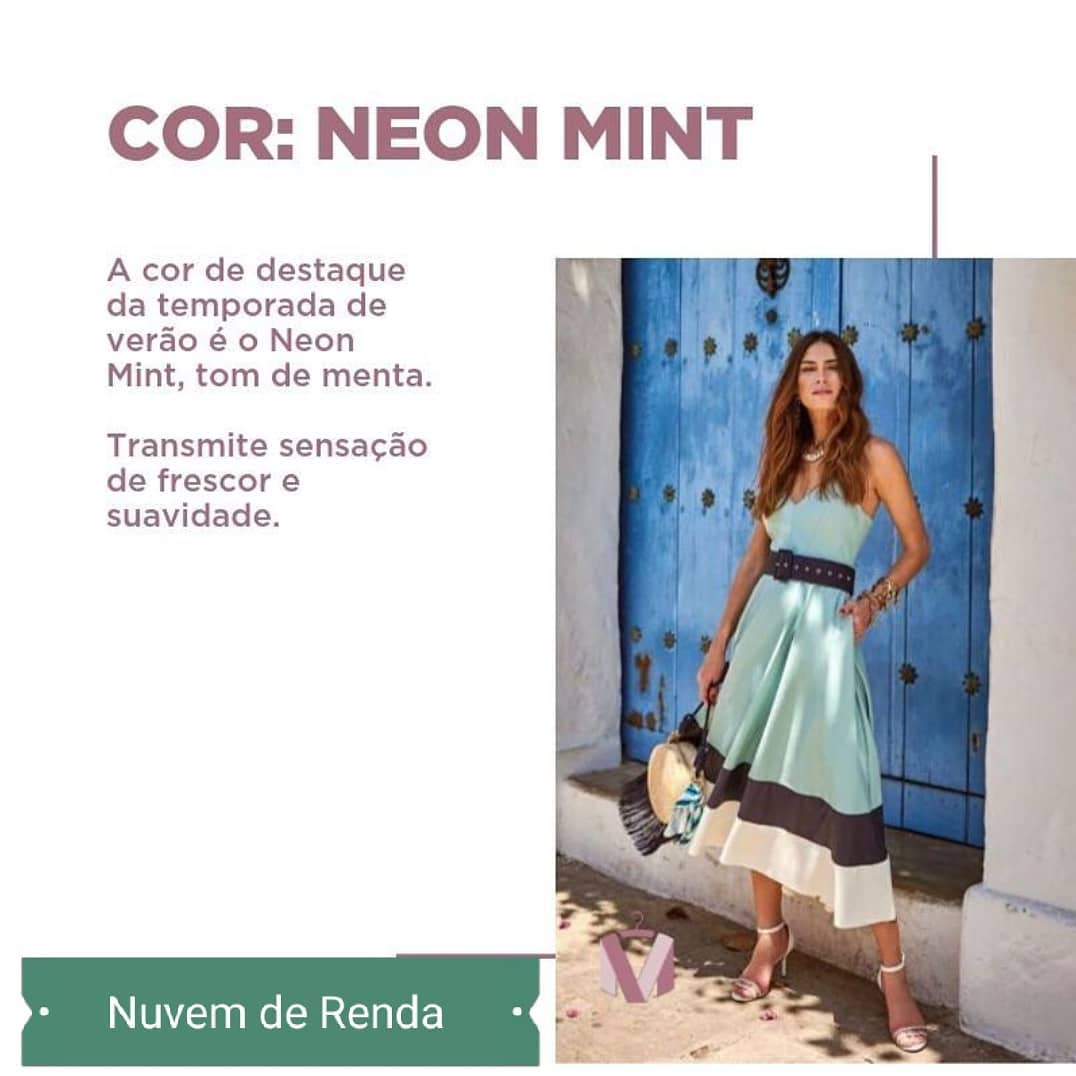 COR: NEON MINT
A cor de destaque
da temporada de
verão é o Neon
Mint, tom de menta.
Transmite sensação
de frescor e
suavidade.
Nuvem de Renda